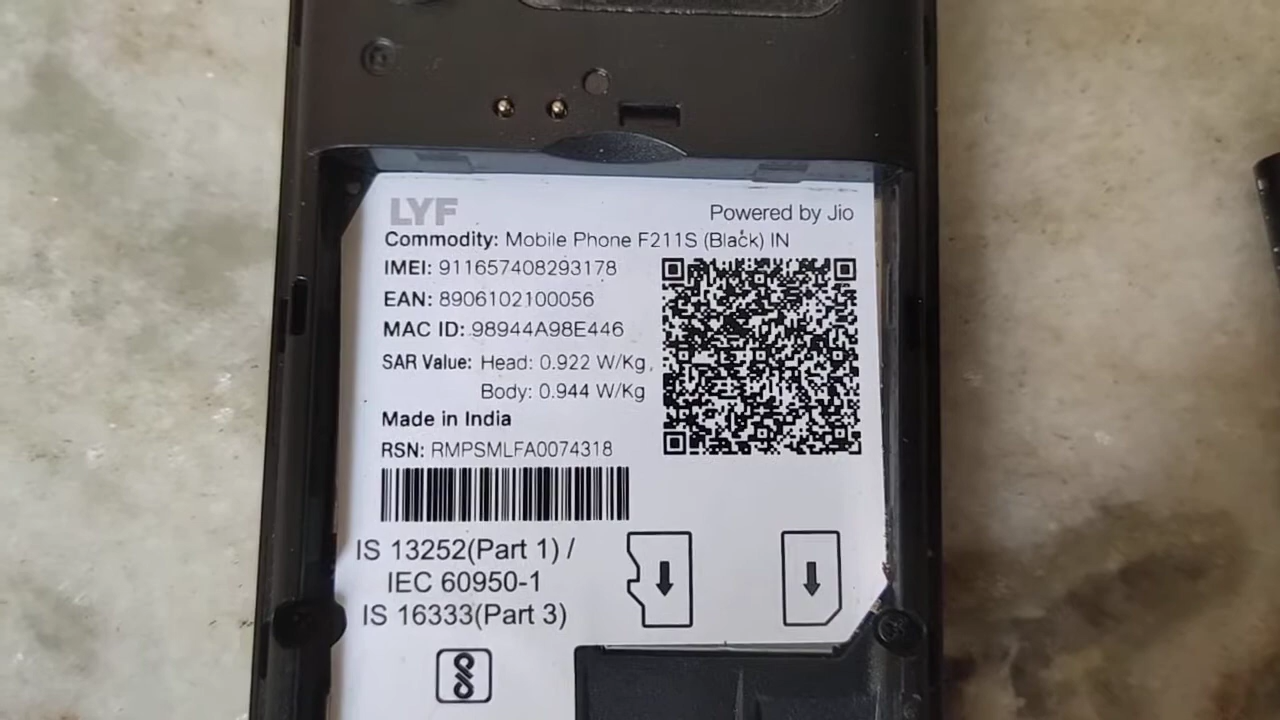 LYF
Powered by Jio
Commodity: Mobile Phone F211S (Black) IN
IMEI: 911657408293178
EAN: 8906102100056
MAC ID: 98944A98E446
SAR Value: Head: 0.922 W/Kg,
Body: 0.944 W/Kg
Made in India
RSN: RMPSMLFA0074318
IS 13252(Part 1) /
IEC 60950-1
IS 16333(Part 3)